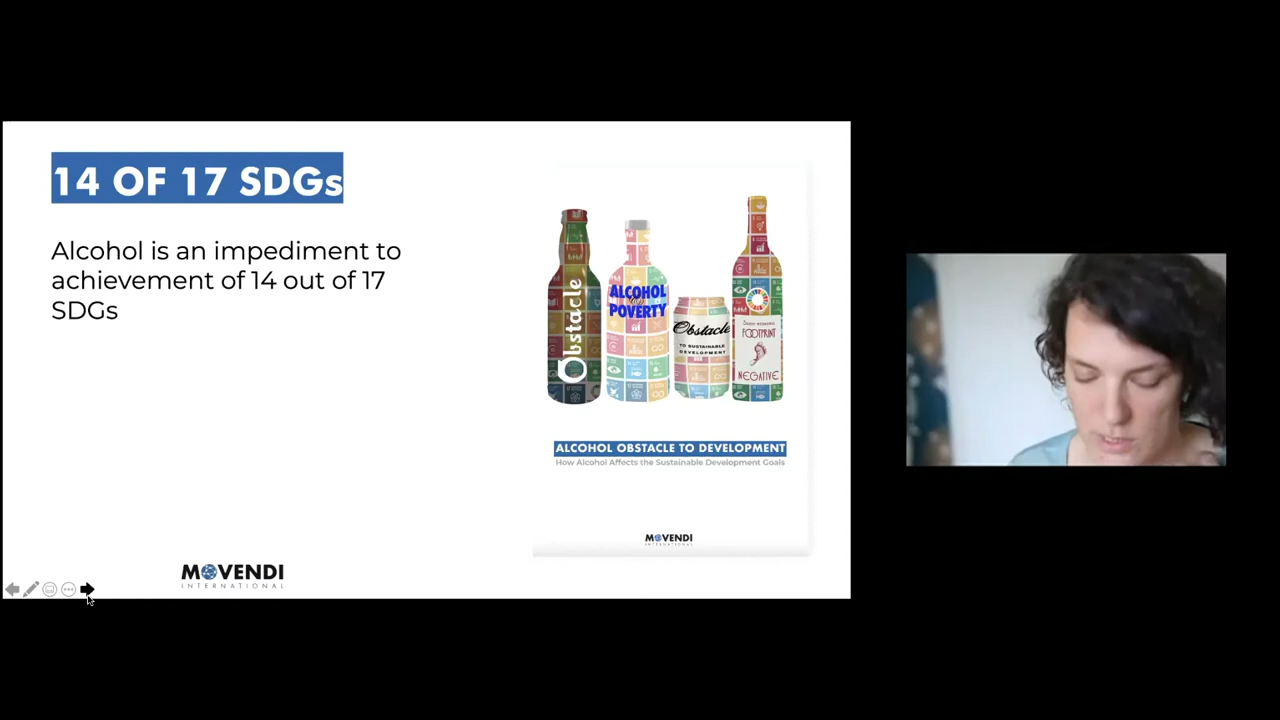 14 OF 17 SDGs
Alcohol is an impediment to
achievement of 14 out of 17
SDGs
Obstacle
ALCOHOL
POVERTY
Obstacle
TO SUSTAINABLE
DEVELOPMENT
FOOTPRINT
NEGATIVE
ALCOHOL OBSTACLE TO DEVELOPMENT
How Alcohol Affects the Sustainable Development Goals
MOVENDI
INTERNATIONAL
MOVENDI
INTERNATIONAL